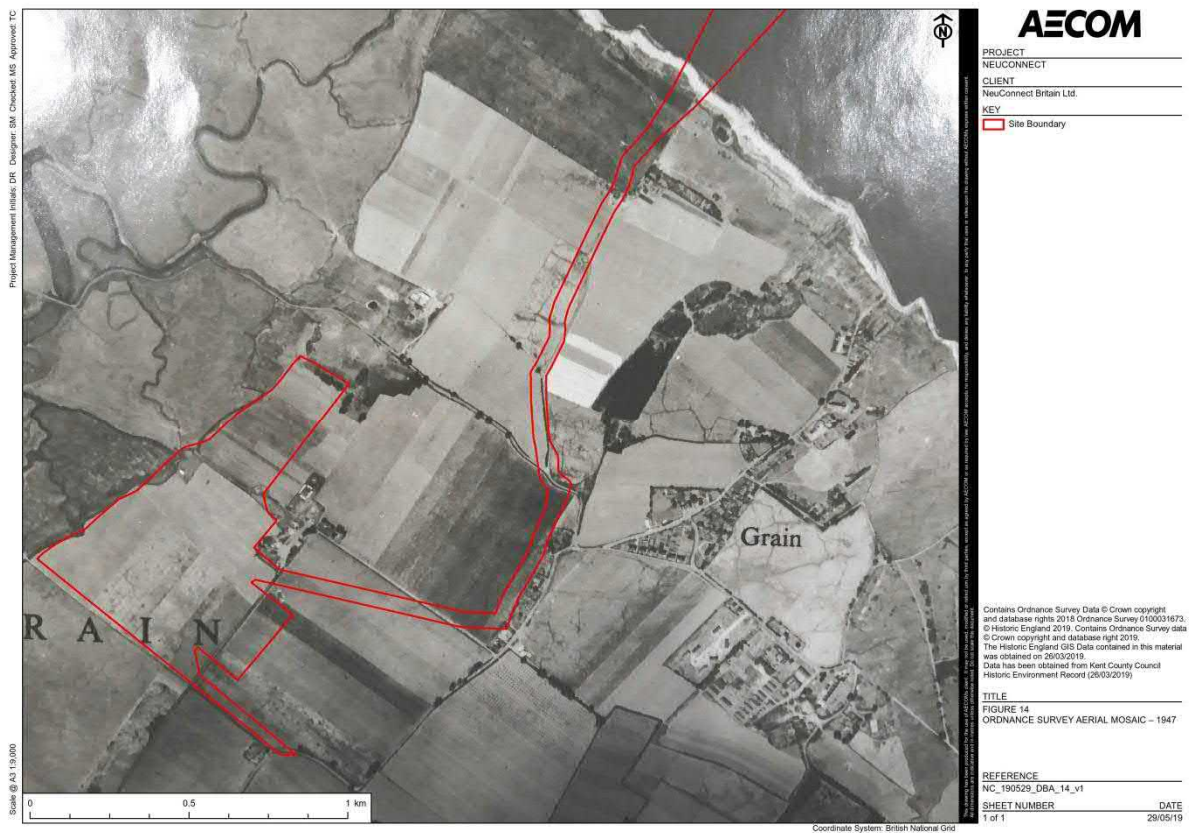 Project Management Initials: DR Designer: SM Checked: MS Approved: TC
Scale @ A3 1:9,000
N
Grain
R A I N
0 0.5 1 km
Coordinate System: British National Grid
AECOM
PROJECT
NEUCONNECT
CLIENT
NeuConnect Britain Ltd.
KEY
Site Boundary
Contains Ordnance Survey Data © Crown copyright
and database rights 2018 Ordnance Survey 0100031673.
© Historic England 2019. Contains Ordnance Survey data
© Crown copyright and database right 2019.
The Historic England GIS Data contained in this material
was obtained on 26/03/2019.
Data has been obtained from Kent County Council
Historic Environment Record (26/03/2019)
TITLE
FIGURE 14
ORDNANCE SURVEY AERIAL MOSAIC – 1947
REFERENCE
NC_190529_DBA_14_v1
SHEET NUMBER DATE
1 of 1 29/05/19